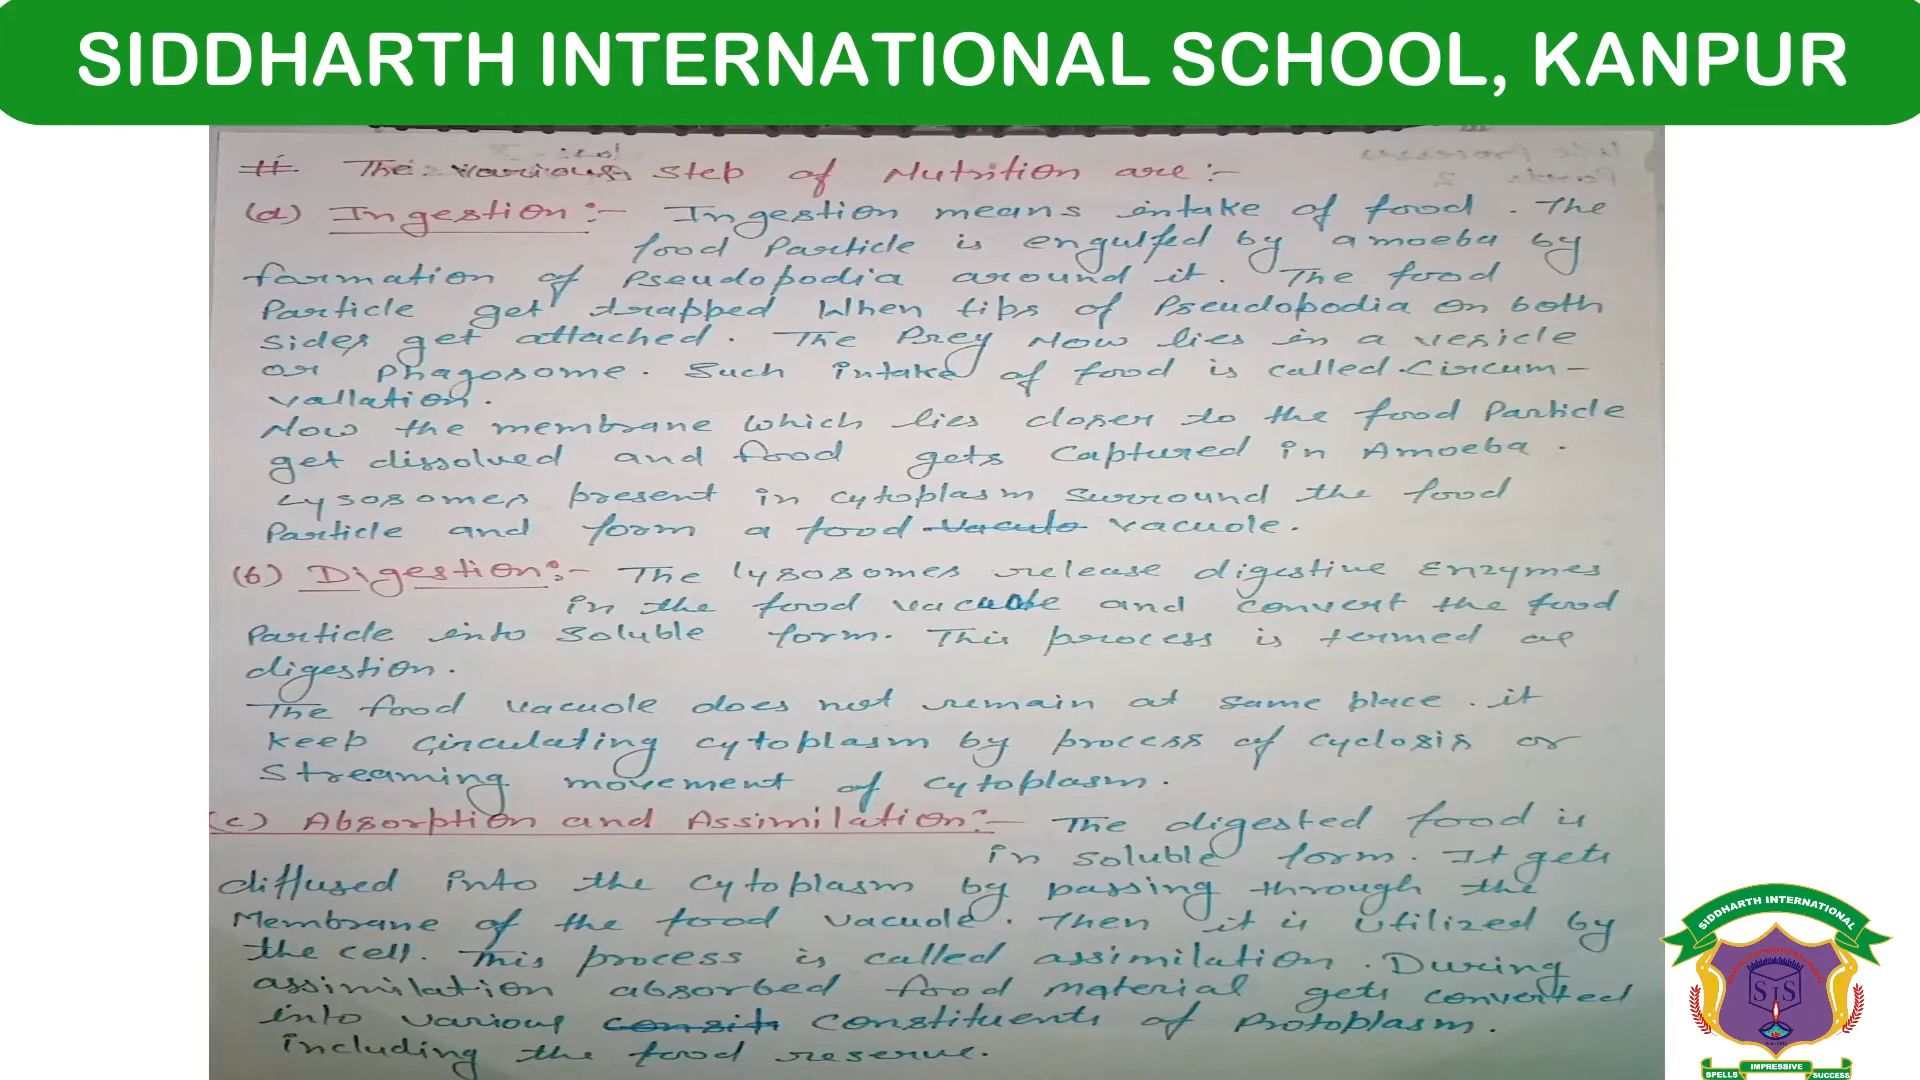 SIDDHARTH INTERNATIONAL SCHOOL, KANPUR
# The various step of Nutrition are :-
(a) Ingestion :- Ingestion means intake of food. The
food Particle is engulfed by amoeba by
formation of Pseudopodia around it. The food
Particle get trapped When tips of Pseudopodia on both
sides get attached. The Prey Now lies in a vesicle
or Phagosome. Such intake of food is called Circum-
vallation.
Now the membrane which lies closer to the food Particle
get dissolved and food gets Captured in Amoeba.
Lysosomes present in cytoplasm surround the food
Particle and form a food vacuole.
(b) Digestion :- The lysosomes release digestive Enzymes
in the food vacuole and convert the food
Particle into soluble form. This process is termed as
digestion.
The food vacuole does not remain at same place. it
keep circulating cytoplasm by process of cyclosis or
streaming movement of cytoplasm.
(c) Absorption and Assimilation :- The digested food is
in soluble form. It gets
diffused into the cytoplasm by passing through the
Membrane of the food vacuole. Then it is utilized by
the cell. This process is called assimilation. During
assimilation absorbed food material gets converted
into various constituents of Protoplasm.
including the food reserve.
SIDDHARTH INTERNATIONAL
SIS
SPELLS IMPRESSIVE SUCCESS